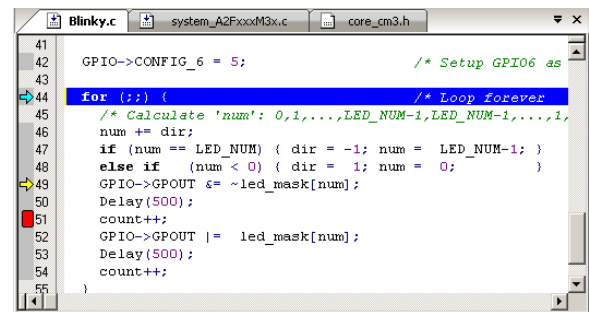 Blinky.c system_A2FxxxM3x.c core_cm3.h
41
42 GPIO->CONFIG_6 = 5; /* Setup GPIO6 as
43
44 for (;;) { /* Loop forever
45 /* Calculate 'num': 0,1,...,LED_NUM-1,LED_NUM-1,...,1,
46 num += dir;
47 if (num == LED_NUM) { dir = -1; num = LED_NUM-1; }
48 else if (num < 0) { dir = 1; num = 0; }
49 GPIO->GPOUT &= ~led_mask[num];
50 Delay(500);
51 count++;
52 GPIO->GPOUT |= led_mask[num];
53 Delay(500);
54 count++;
55 }